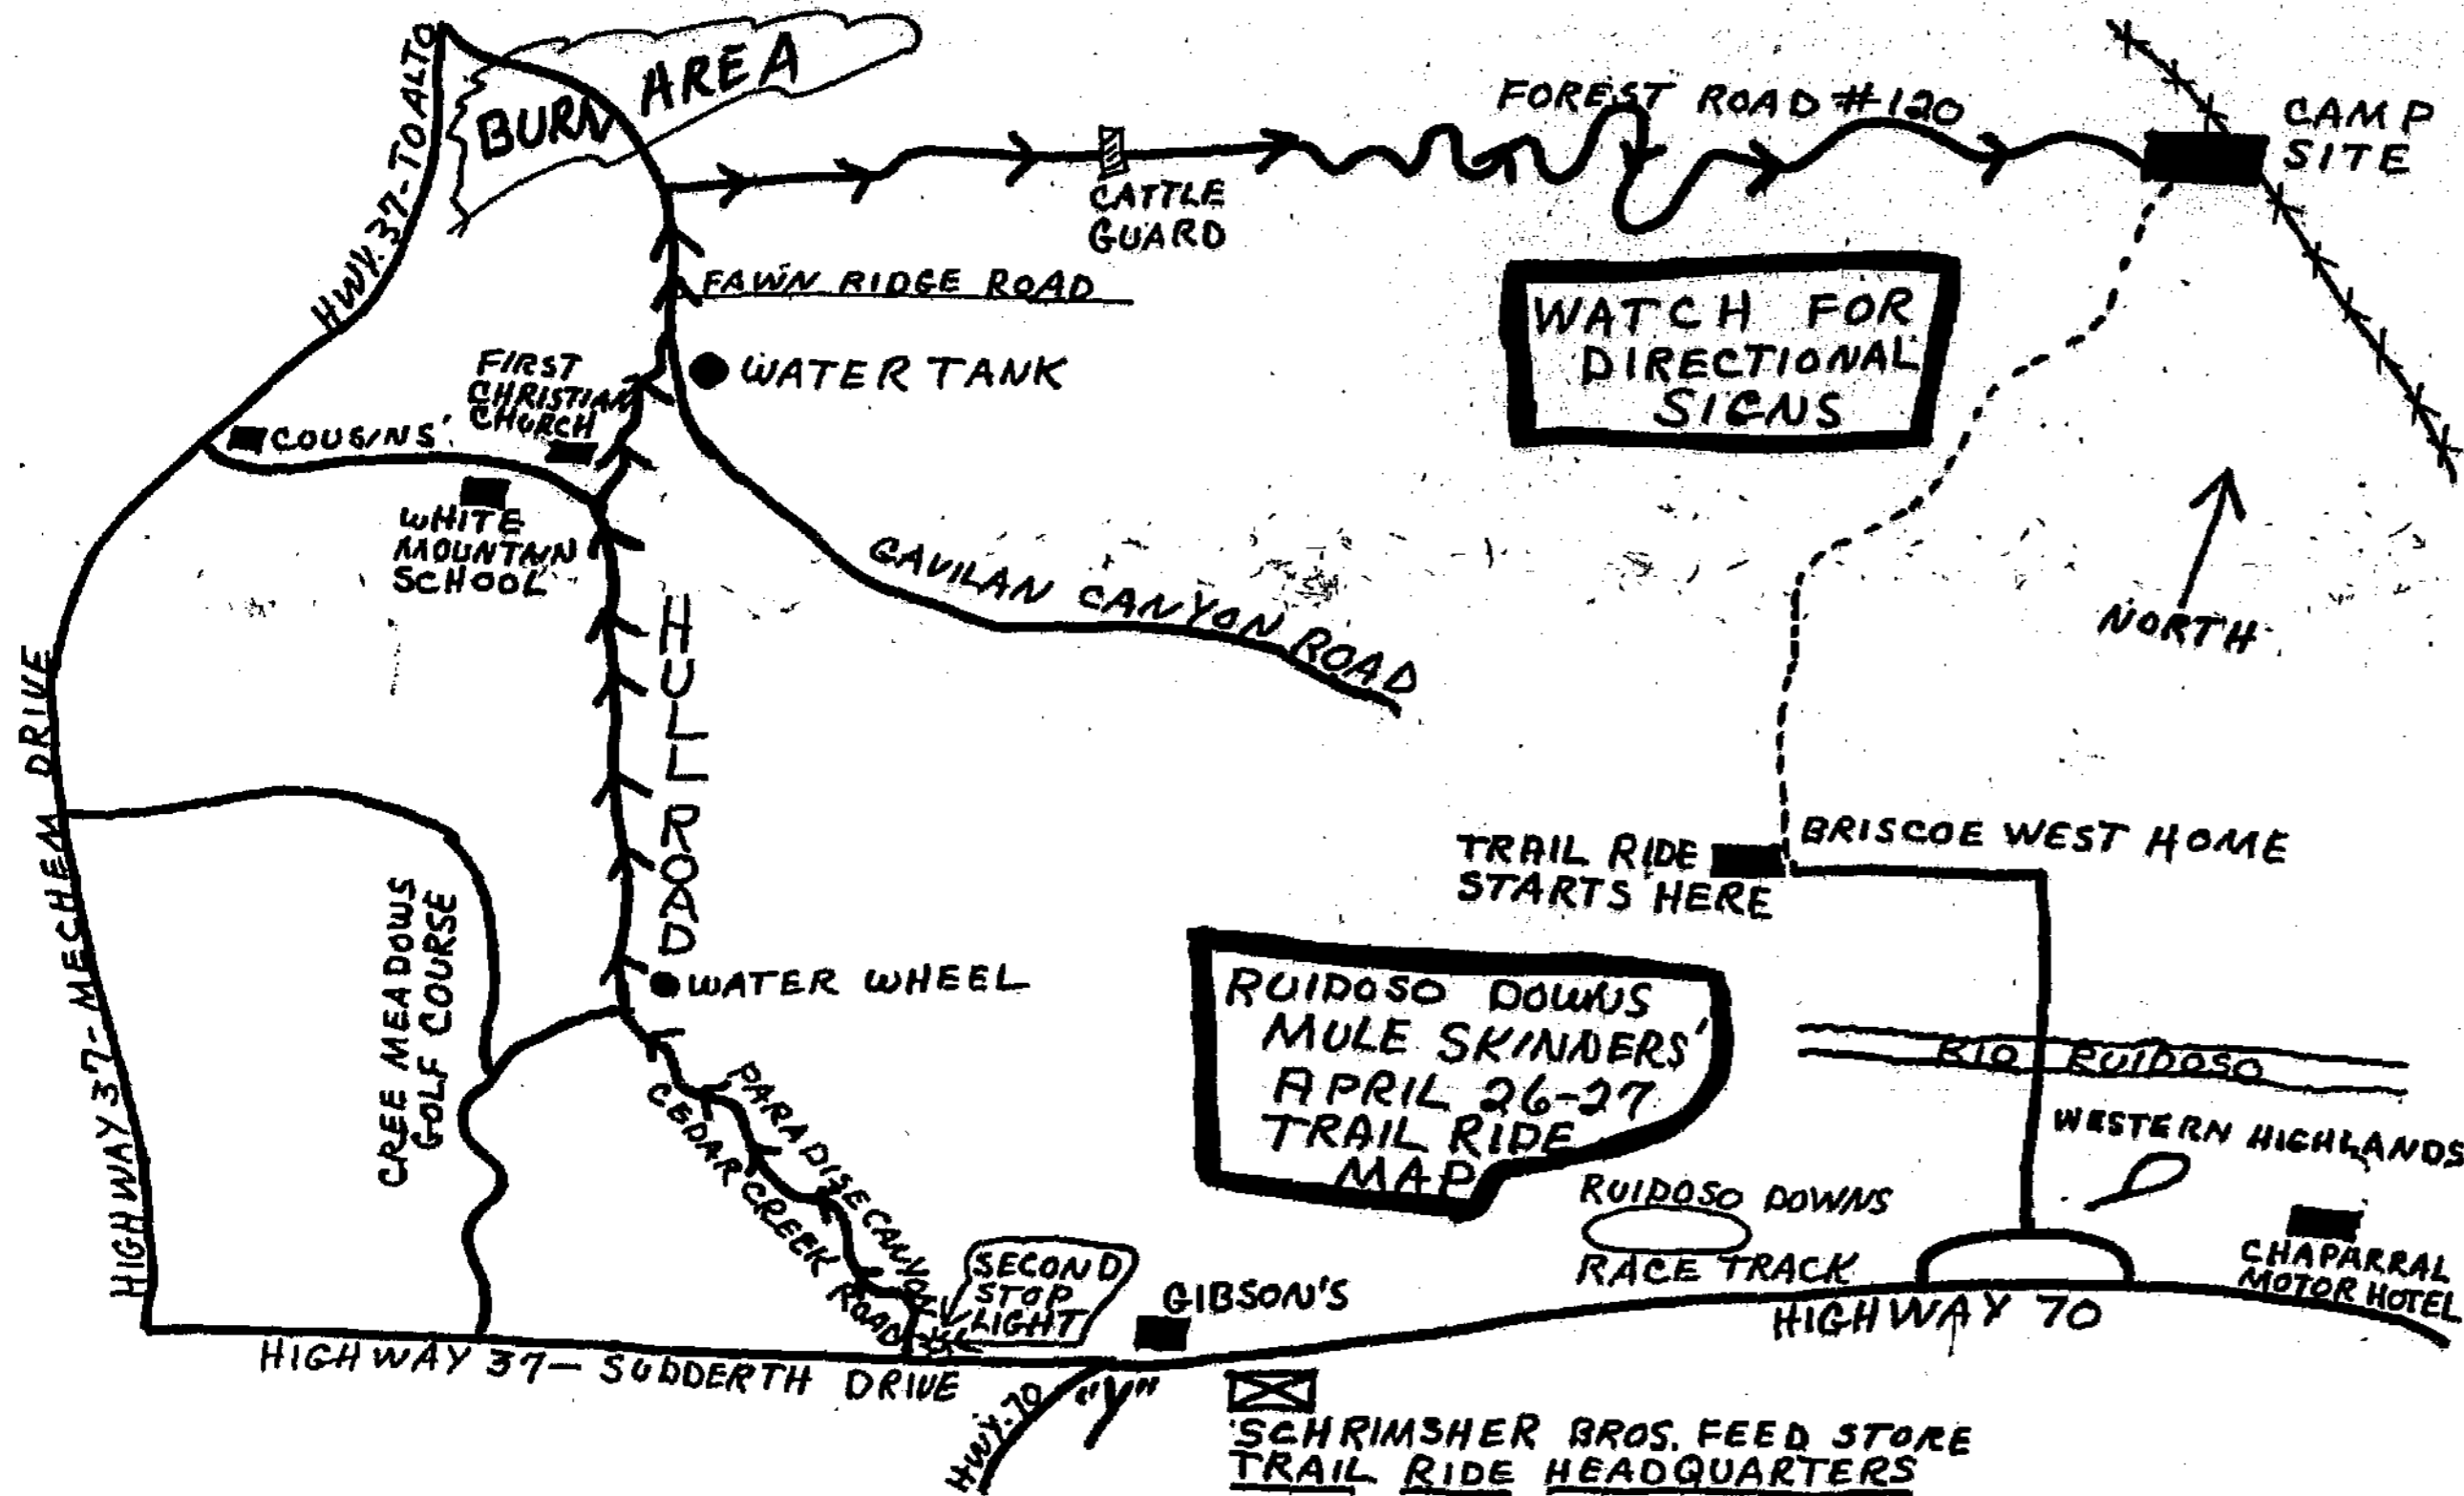 HWY. 37-TO ALTO
BURN AREA
FOREST ROAD #120
CAMP
SITE
CATTLE
GUARD
FAWN RIDGE ROAD
WATCH FOR
DIRECTIONAL
SIGNS
FIRST
CHRISTIAN
CHURCH
WATER TANK
COUSINS'
WHITE
MOUNTAIN
SCHOOL
GAVILAN CANYON ROAD
NORTH
HULL ROAD
HIGHWAY 37-MECHEM DRIVE
BRISCOE WEST HOME
TRAIL RIDE
STARTS HERE
CREE MEADOWS
GOLF COURSE
WATER WHEEL
RUIDOSO DOWNS
MULE SKINNERS'
APRIL 26-27
TRAIL RIDE
MAP
RIO RUIDOSO
WESTERN HIGHLANDS
PARADISE CANYON
CEDAR CREEK ROAD
RUIDOSO DOWNS
RACE TRACK
SECOND
STOP
LIGHT
GIBSON'S
CHAPARRAL
MOTOR HOTEL
HIGHWAY 70
HIGHWAY 37-SUDDERTH DRIVE
HWY. 70
"Y"
SCHRIMSHER BROS. FEED STORE
TRAIL RIDE HEADQUARTERS